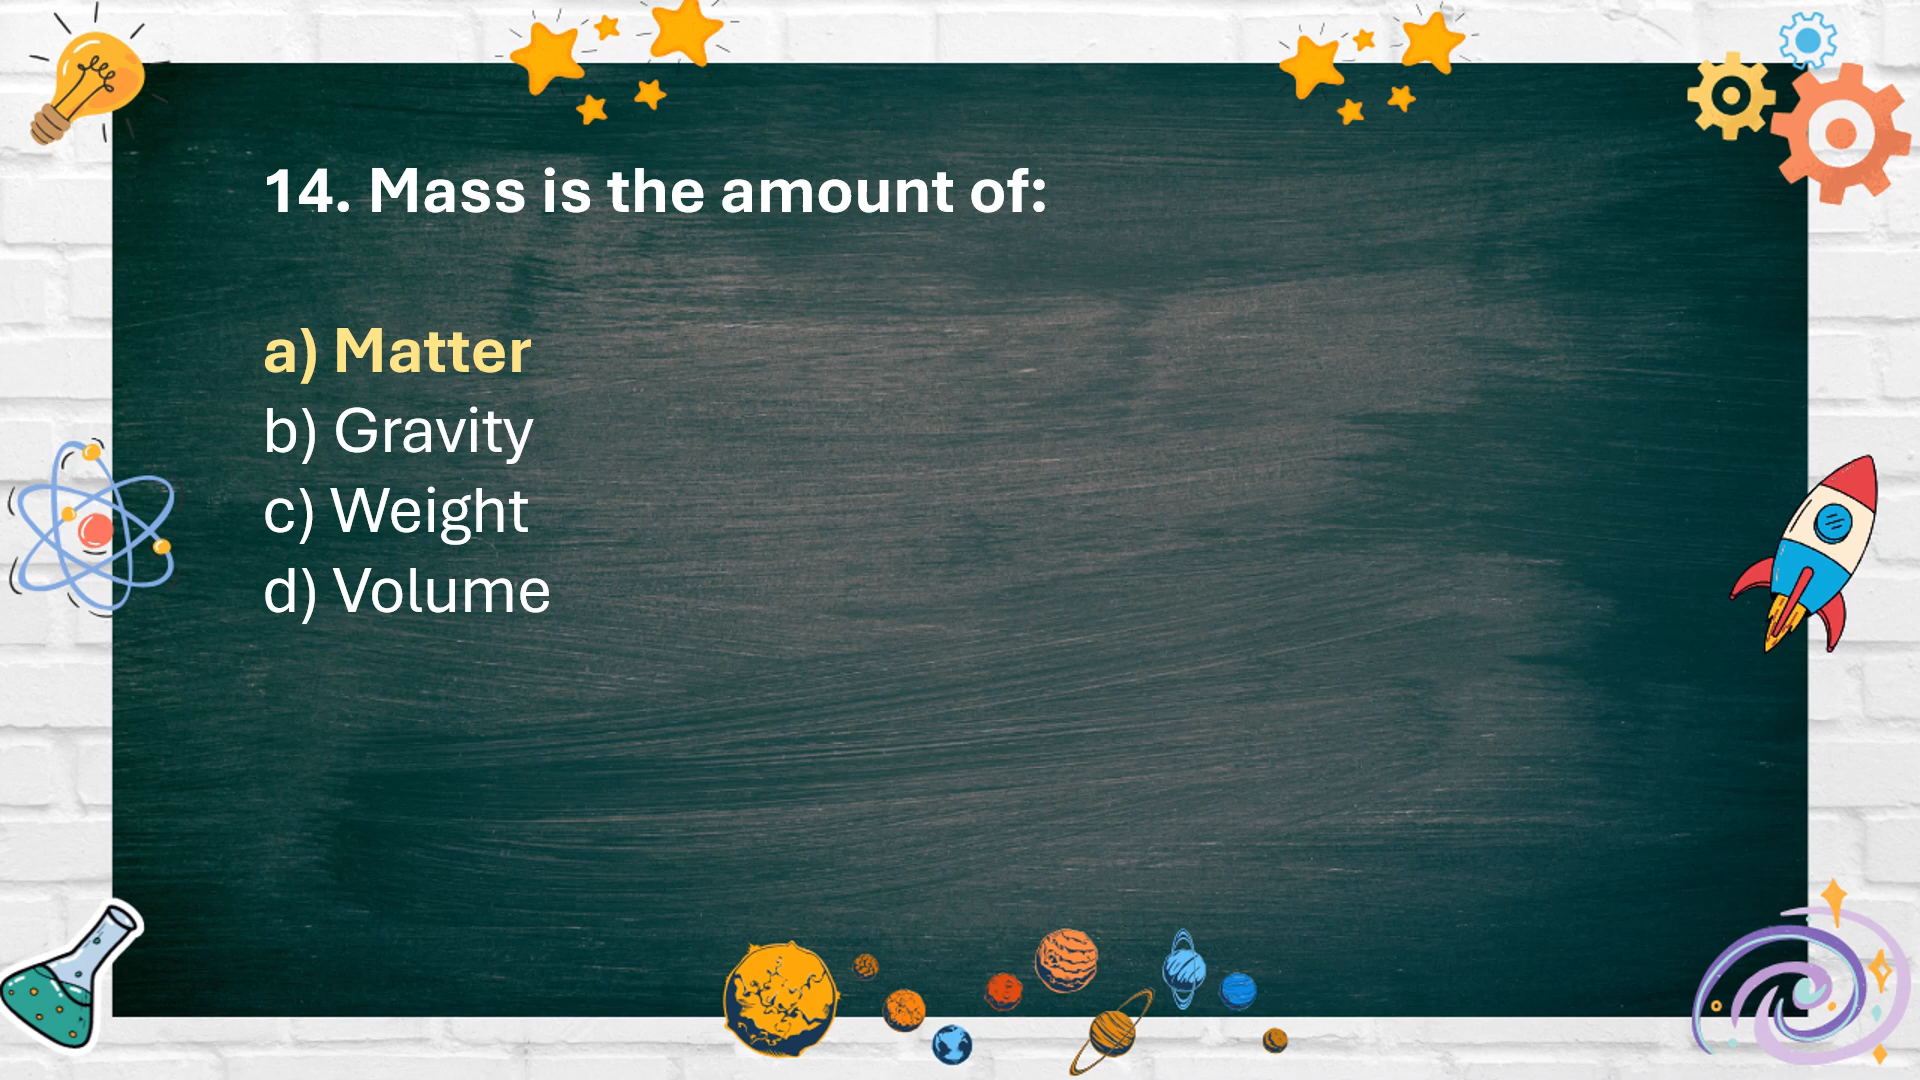 14. Mass is the amount of:
a) Matter
b) Gravity
c) Weight
d) Volume